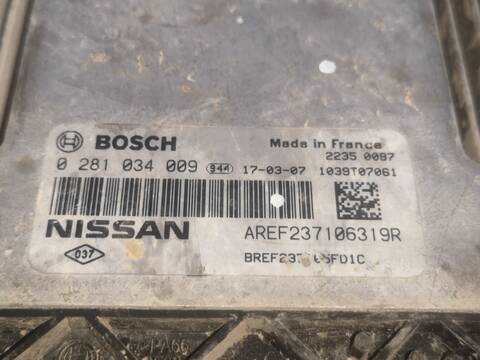 BOSCH Made in France
2235 0087
0 281 034 009 944 17-03-07 1039T07061
NISSAN AREF237106319R
037